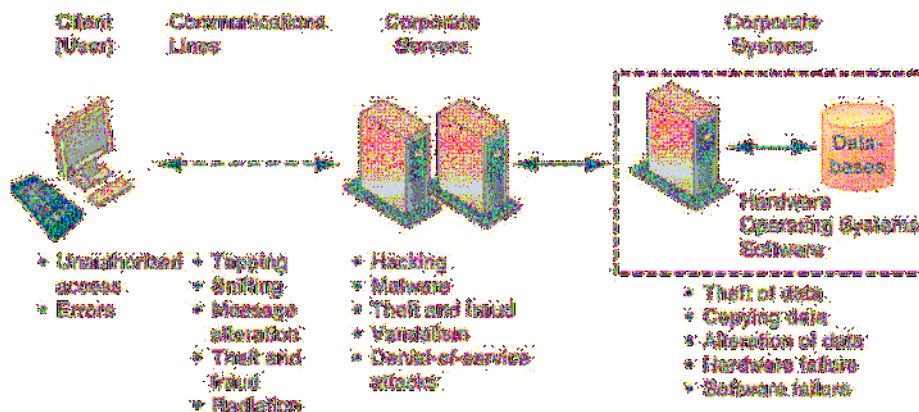 Client
(User)
Communications
Lines
Corporate
Servers
Corporate
Systems
Data-
bases
Hardware
Operating Systems
Software
• Unauthorized
access
• Errors
• Tapping
• Sniffing
• Message
alteration
• Theft and
fraud
• Radiation
• Hacking
• Malware
• Theft and fraud
• Vandalism
• Denial-of-service
attacks
• Theft of data
• Copying data
• Alteration of data
• Hardware failure
• Software failure